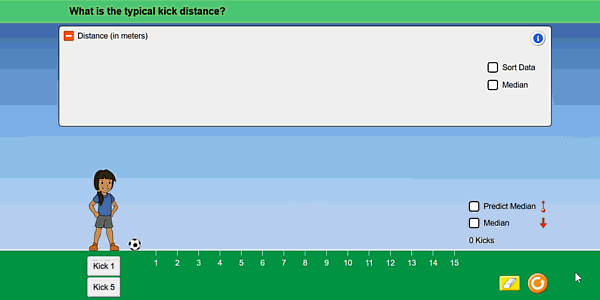 What is the typical kick distance?
Distance (in meters)
i
Sort Data
Median
Predict Median
Median
0 Kicks
1 2 3 4 5 6 7 8 9 10 11 12 13 14 15
Kick 1
Kick 5